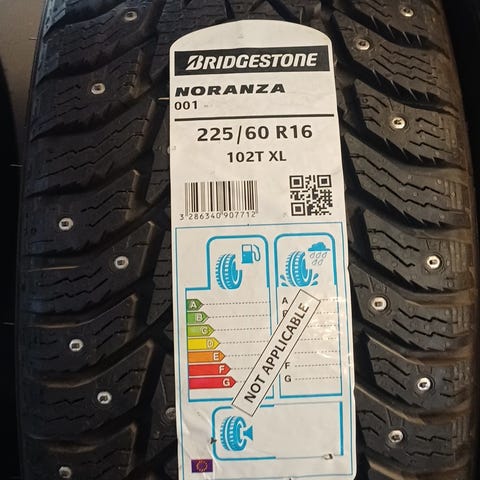 BRIDGESTONE
NORANZA
001
225/60 R16
102T XL
3 286340 907712
A
B
C
D
E
F
G
A
F
G
NOT APPLICABLE